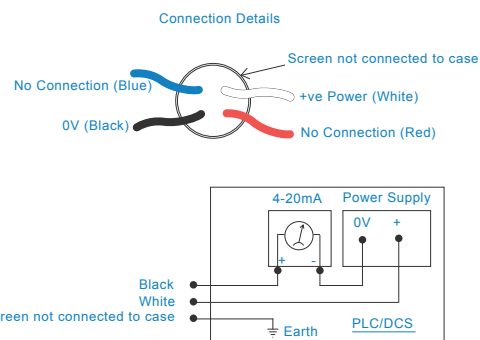 Connection Details
Screen not connected to case
No Connection (Blue)
+ve Power (White)
0V (Black)
No Connection (Red)
4-20mA
Power Supply
0V +
+ -
Black
White
reen not connected to case
Earth
PLC/DCS